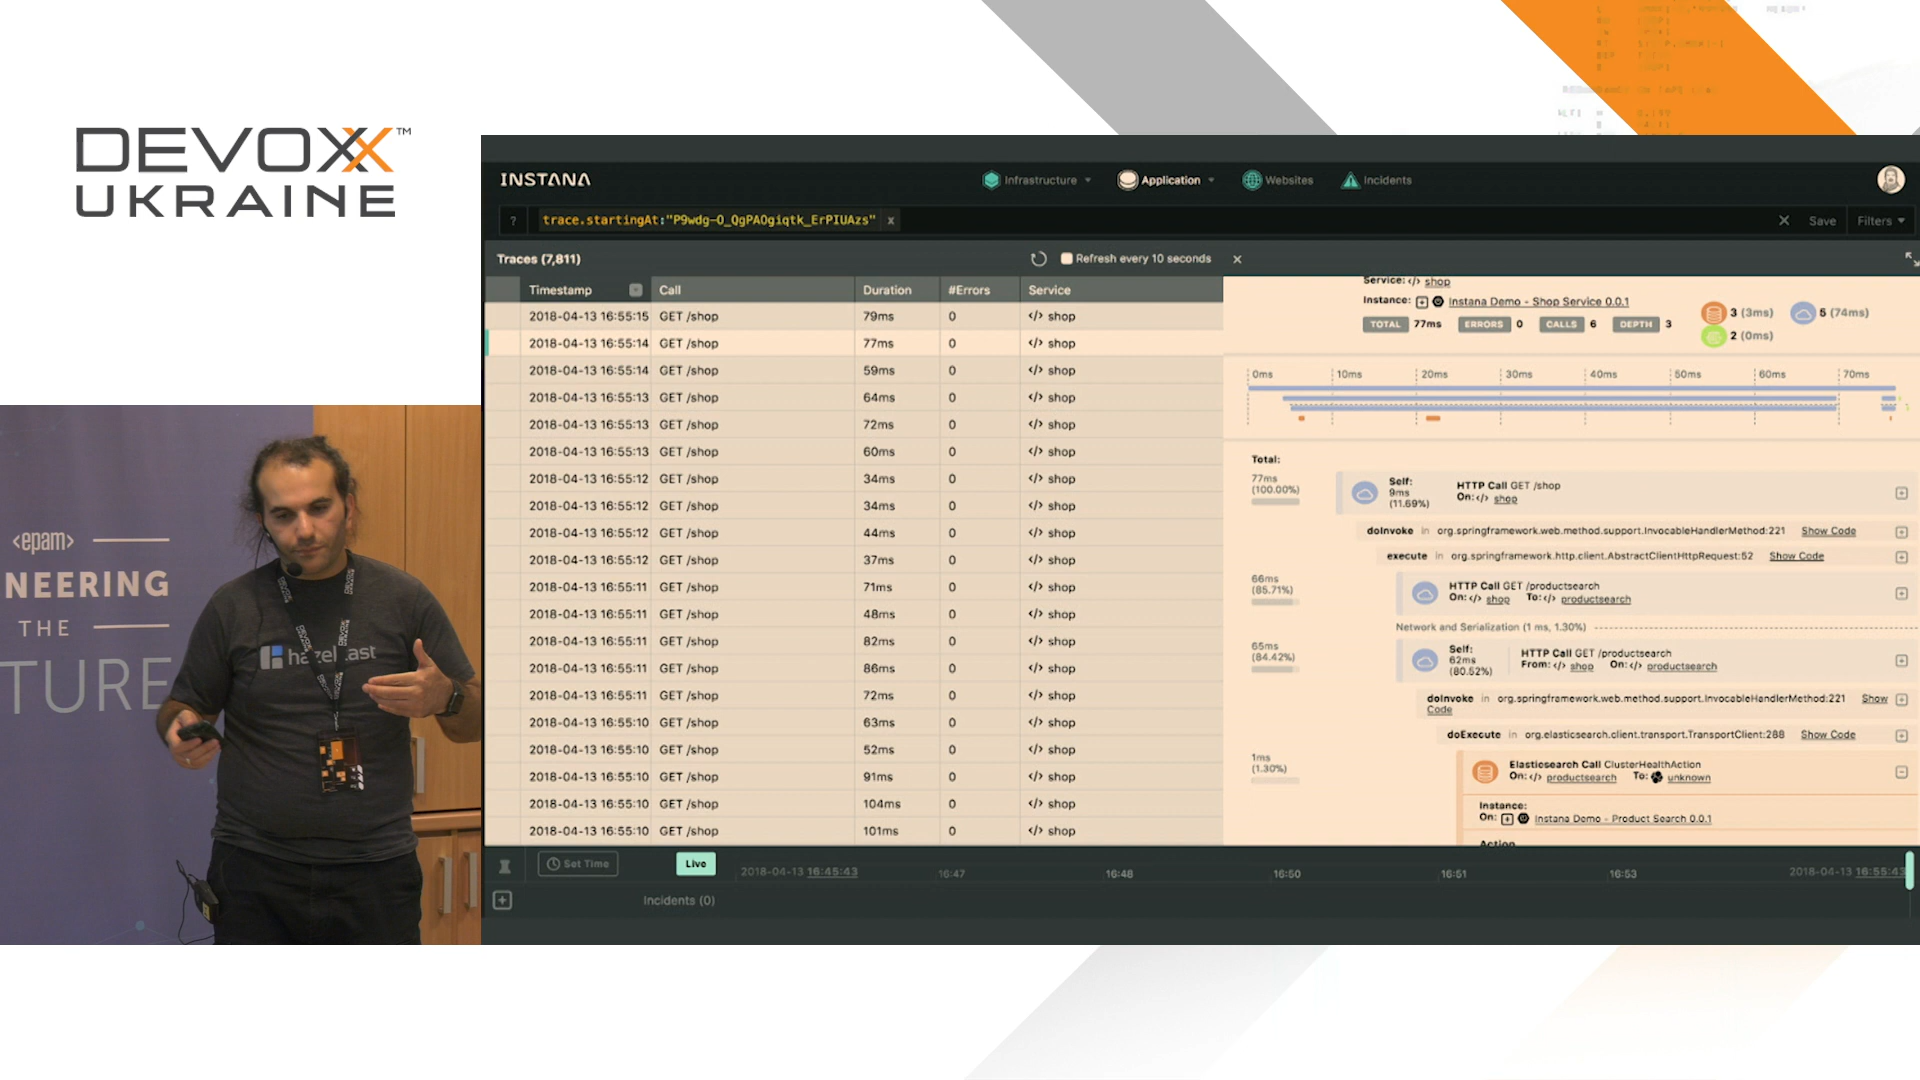 DEVOXX™
UKRAINE
<epam>
NEERING
THE
TURE
hazelcast
INSTANA
Infrastructure
Application
Websites
Incidents
?
trace.startingAt:"P9wdg-O_QgPAOgiqtk_ErPIUAzs" x
Save
Filters
Traces (7,811)
Refresh every 10 seconds
Timestamp Call Duration #Errors Service
2018-04-13 16:55:15 GET /shop 79ms 0 </> shop
2018-04-13 16:55:14 GET /shop 77ms 0 </> shop
2018-04-13 16:55:14 GET /shop 59ms 0 </> shop
2018-04-13 16:55:13 GET /shop 64ms 0 </> shop
2018-04-13 16:55:13 GET /shop 72ms 0 </> shop
2018-04-13 16:55:13 GET /shop 60ms 0 </> shop
2018-04-13 16:55:12 GET /shop 34ms 0 </> shop
2018-04-13 16:55:12 GET /shop 34ms 0 </> shop
2018-04-13 16:55:12 GET /shop 44ms 0 </> shop
2018-04-13 16:55:12 GET /shop 37ms 0 </> shop
2018-04-13 16:55:11 GET /shop 71ms 0 </> shop
2018-04-13 16:55:11 GET /shop 48ms 0 </> shop
2018-04-13 16:55:11 GET /shop 82ms 0 </> shop
2018-04-13 16:55:11 GET /shop 86ms 0 </> shop
2018-04-13 16:55:11 GET /shop 72ms 0 </> shop
2018-04-13 16:55:10 GET /shop 63ms 0 </> shop
2018-04-13 16:55:10 GET /shop 52ms 0 </> shop
2018-04-13 16:55:10 GET /shop 91ms 0 </> shop
2018-04-13 16:55:10 GET /shop 104ms 0 </> shop
2018-04-13 16:55:10 GET /shop 101ms 0 </> shop
Service: </> shop
Instance: Instana Demo - Shop Service 0.0.1
TOTAL 77ms ERRORS 0 CALLS 6 DEPTH 3
3 (3ms) 5 (74ms)
2 (0ms)
0ms 10ms 20ms 30ms 40ms 50ms 60ms 70ms
Total:
77ms
(100.00%)
Self:
9ms
(11.69%)
HTTP Call GET /shop
On: </> shop
doInvoke in org.springframework.web.method.support.InvocableHandlerMethod:221 Show Code
execute in org.springframework.http.client.AbstractClientHttpRequest:52 Show Code
66ms
(85.71%)
HTTP Call GET /productsearch
On: </> shop To: </> productsearch
Network and Serialization (1 ms, 1.30%)
65ms
(84.42%)
Self:
62ms
(80.52%)
HTTP Call GET /productsearch
From: </> shop On: </> productsearch
doInvoke in org.springframework.web.method.support.InvocableHandlerMethod:221 Show
Code
doExecute in org.elasticsearch.client.transport.TransportClient:288 Show Code
1ms
(1.30%)
Elasticsearch Call ClusterHealthAction
On: </> productsearch To: unknown
Instance:
On: Instana Demo - Product Search 0.0.1
Action
Set Time
Live
2018-04-13 16:45:43
16:47
16:48
16:50
16:51
16:53
2018-04-13 16:55:43
Incidents (0)